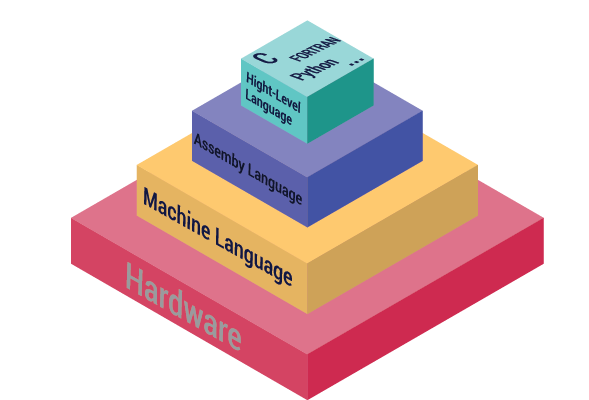 C FORTRAN
Python ...
Hight-Level
Language
Assemby Language
Machine Language
Hardware